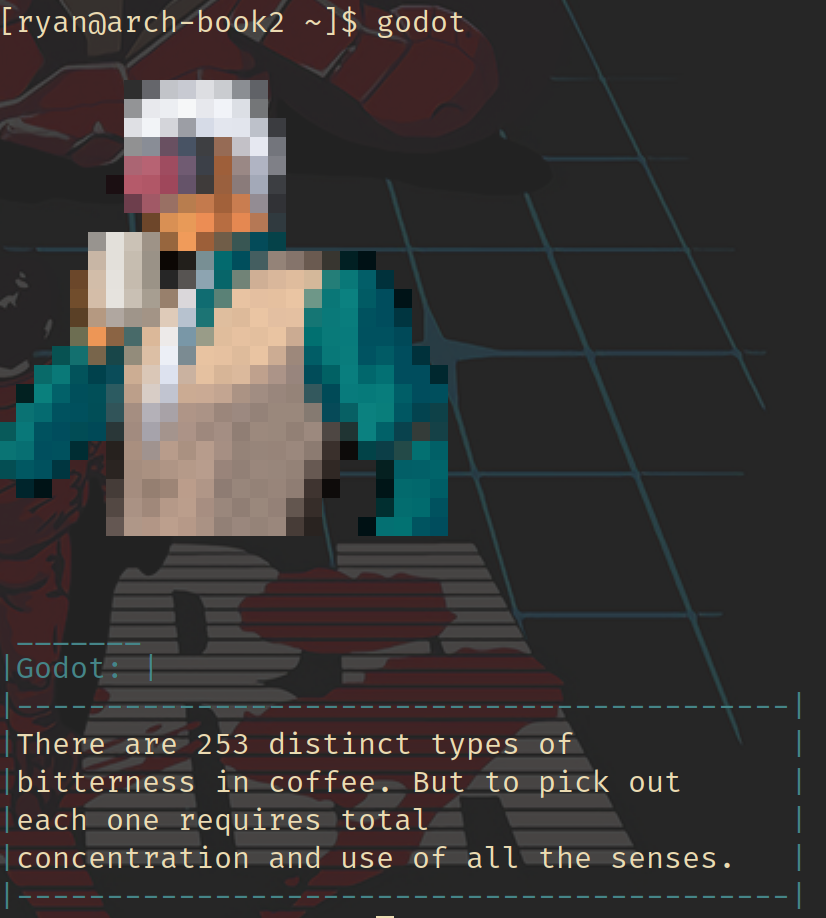 [ryan@arch-book2 ~]$ godot
Godot:
There are 253 distinct types of
bitterness in coffee. But to pick out
each one requires total
concentration and use of all the senses.